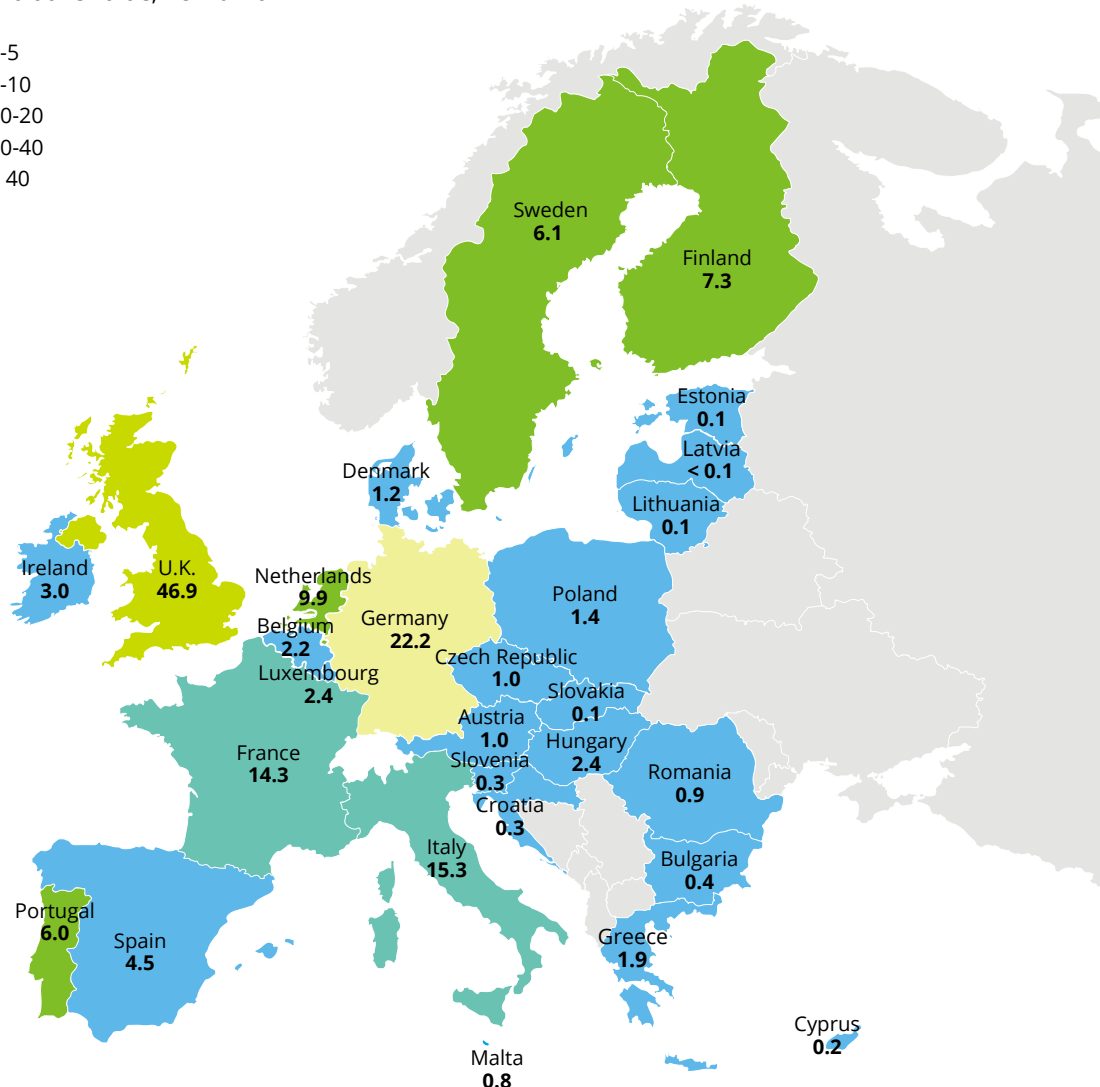 -5
-10
0-20
0-40
40
Sweden
6.1
Finland
7.3
Estonia
0.1
Latvia
< 0.1
Lithuania
0.1
Denmark
1.2
Ireland
3.0
U.K.
46.9
Netherlands
9.9
Belgium
2.2
Luxembourg
2.4
Germany
22.2
Poland
1.4
Czech Republic
1.0
Slovakia
0.1
Austria
1.0
Hungary
2.4
Slovenia
0.3
Croatia
0.3
Romania
0.9
France
14.3
Italy
15.3
Bulgaria
0.4
Portugal
6.0
Spain
4.5
Greece
1.9
Cyprus
0.2
Malta
0.8